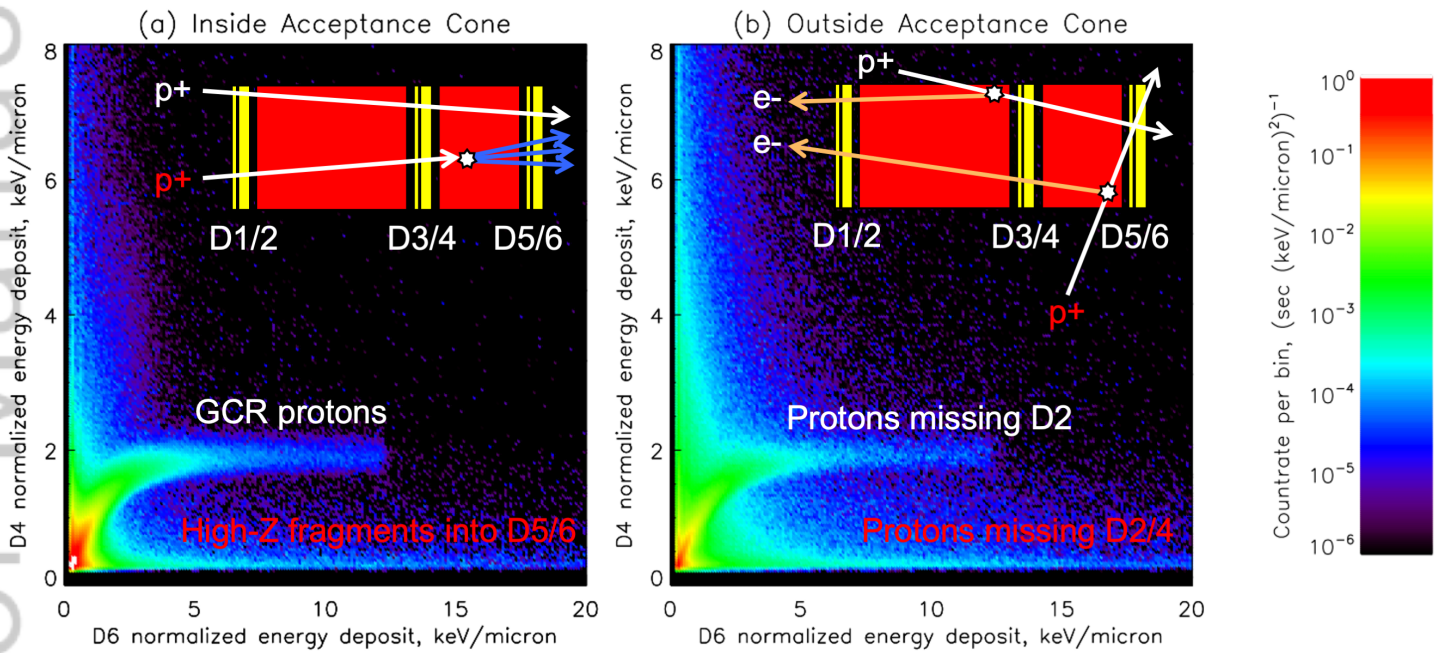 (a) Inside Acceptance Cone
D4 normalized energy deposit, keV/micron
8
6
4
2
0
p+
p+
D1/2
D3/4
D5/6
GCR protons
High-Z fragments into D5/6
0
5
10
15
20
D6 normalized energy deposit, keV/micron
(b) Outside Acceptance Cone
D4 normalized energy deposit, keV/micron
8
6
4
2
0
p+
e-
e-
D1/2
D3/4
D5/6
p+
Protons missing D2
Protons missing D2/4
0
5
10
15
20
D6 normalized energy deposit, keV/micron
Countrate per bin, (sec (keV/micron)²)⁻¹
10⁰
10⁻¹
10⁻²
10⁻³
10⁻⁴
10⁻⁵
10⁻⁶